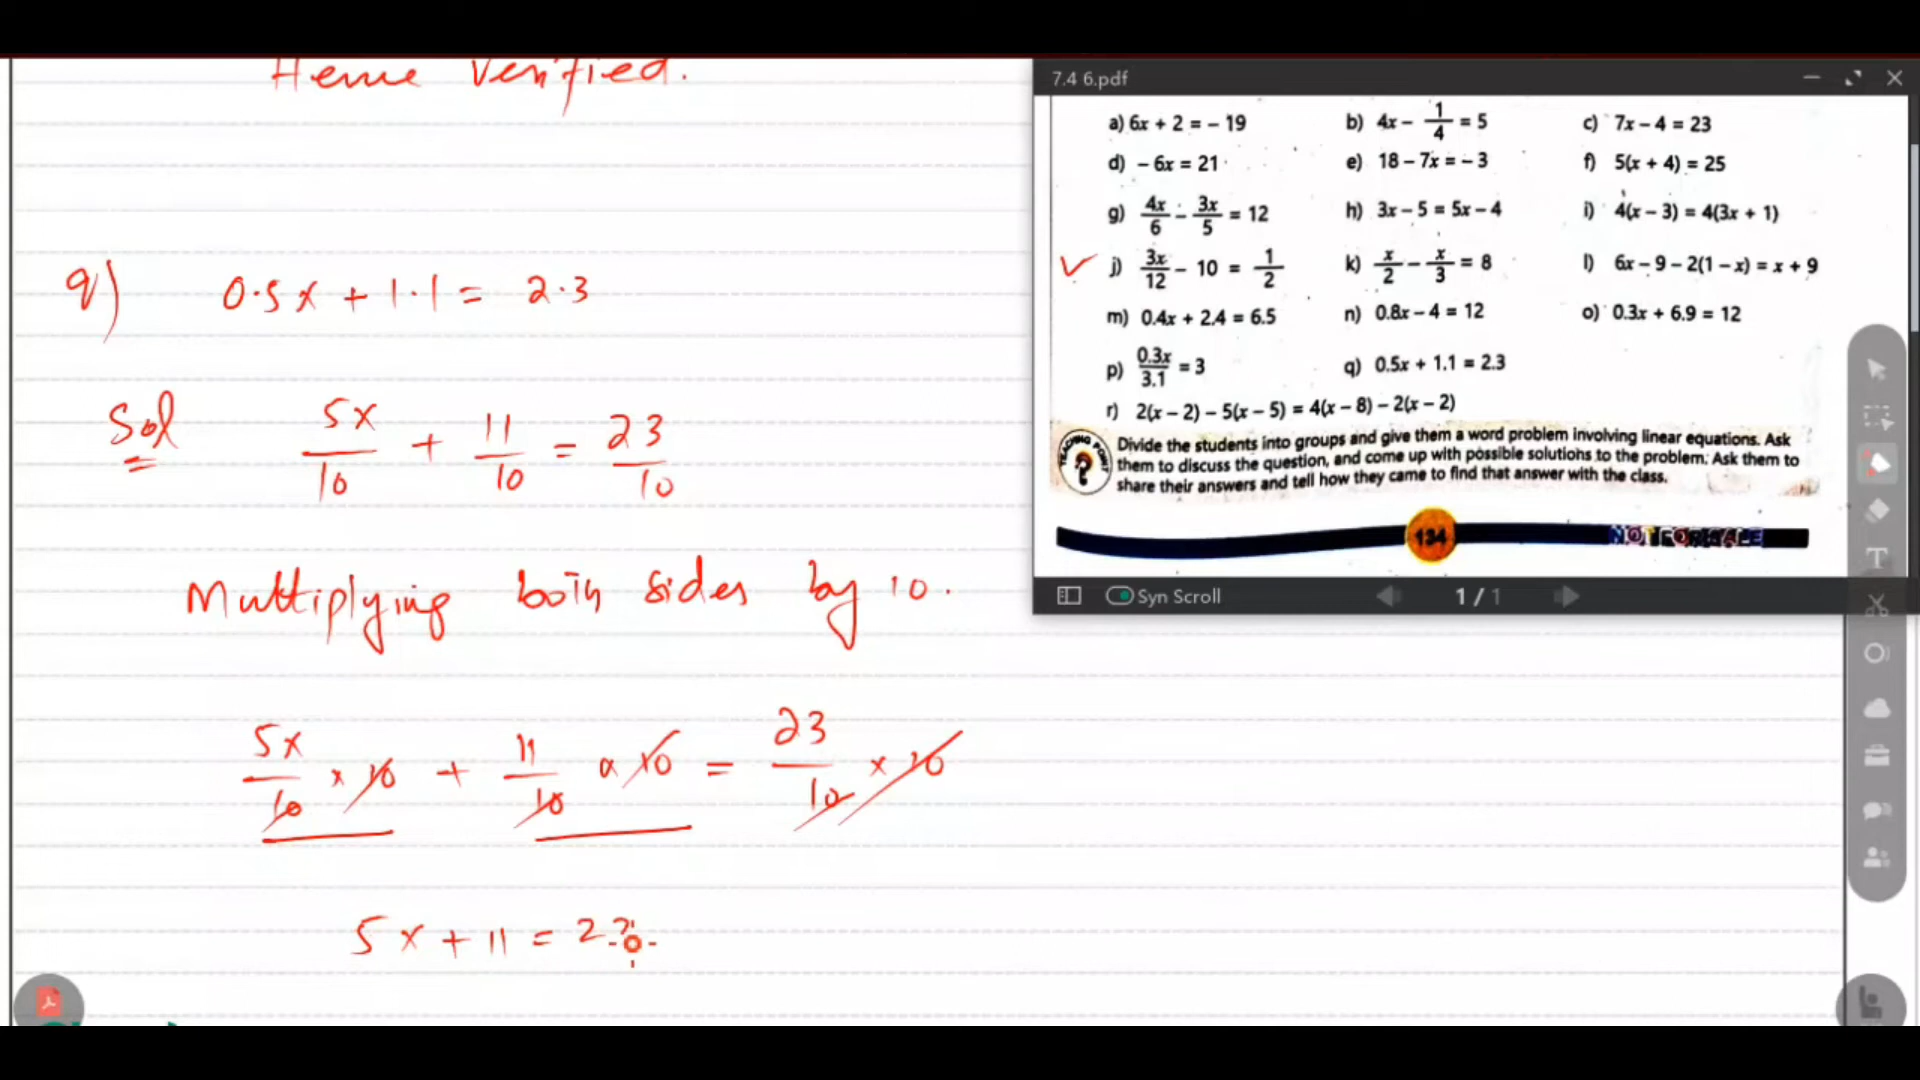 Hence Verified.
q) 0.5x + 1.1 = 2.3
Sol 5x/10 + 11/10 = 23/10
Multiplying both sides by 10.
5x/10 × 10 + 11/10 × 10 = 23/10 × 10
5x + 11 = 23
7.4 6.pdf
a) 6x + 2 = – 19 b) 4x – 1/4 = 5 c) 7x – 4 = 23
d) – 6x = 21 e) 18 – 7x = – 3 f) 5(x + 4) = 25
g) 4x/6 – 3x/5 = 12 h) 3x – 5 = 5x – 4 i) 4(x – 3) = 4(3x + 1)
j) 3x/12 – 10 = 1/2 k) x/2 – x/3 = 8 l) 6x – 9 – 2(1 – x) = x + 9
m) 0.4x + 2.4 = 6.5 n) 0.8x – 4 = 12 o) 0.3x + 6.9 = 12
p) 0.3x/3.1 = 3 q) 0.5x + 1.1 = 2.3
r) 2(x – 2) – 5(x – 5) = 4(x – 8) – 2(x – 2)
TEACHING POINT
?
Divide the students into groups and give them a word problem involving linear equations. Ask
them to discuss the question, and come up with possible solutions to the problem. Ask them to
share their answers and tell how they came to find that answer with the class.
134
NOT FOR SALE
Syn Scroll
1 / 1
T